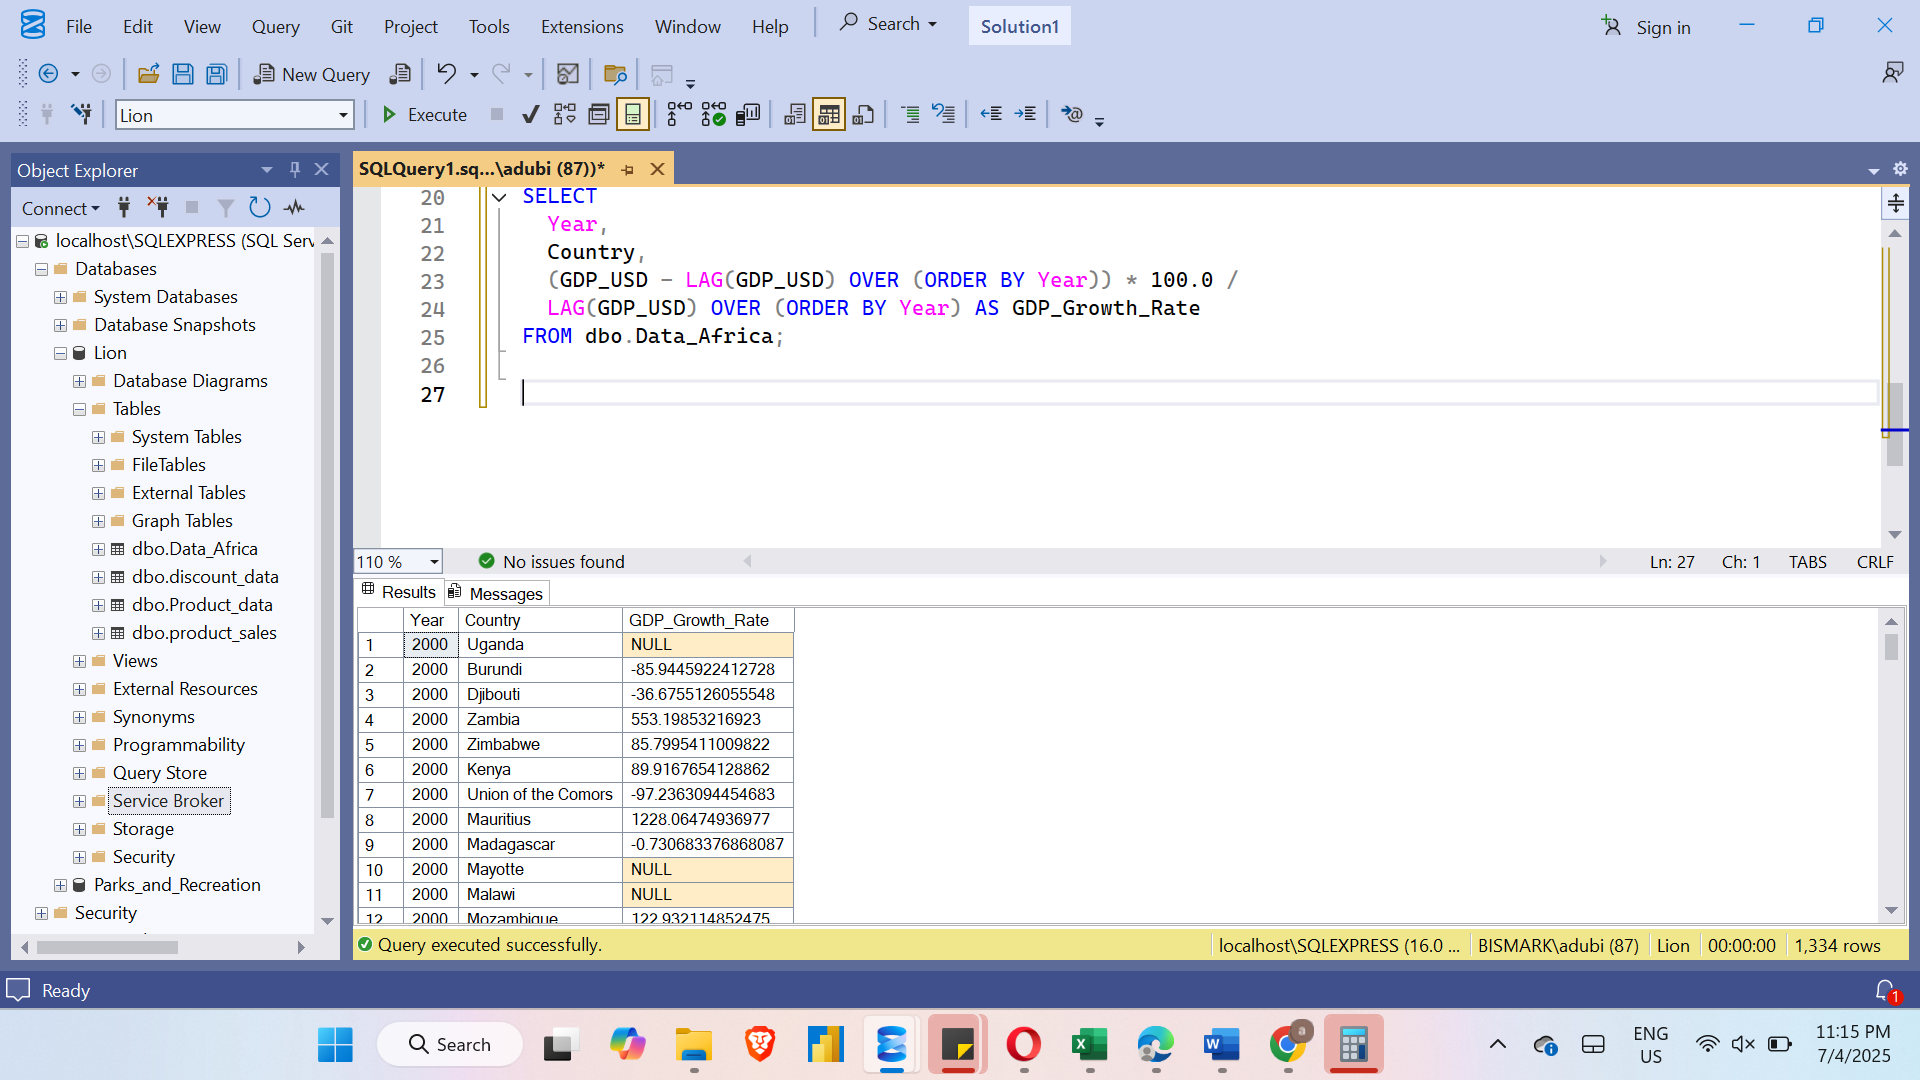 File Edit View Query Git Project Tools Extensions Window Help Search Solution1 Sign in
New Query
Lion Execute
Object Explorer
Connect
localhost\SQLEXPRESS (SQL Serv
Databases
System Databases
Database Snapshots
Lion
Database Diagrams
Tables
System Tables
FileTables
External Tables
Graph Tables
dbo.Data_Africa
dbo.discount_data
dbo.Product_data
dbo.product_sales
Views
External Resources
Synonyms
Programmability
Query Store
Service Broker
Storage
Security
Parks_and_Recreation
Security
SQLQuery1.sq...\adubi (87))*
20 SELECT
21 Year,
22 Country,
23 (GDP_USD - LAG(GDP_USD) OVER (ORDER BY Year)) * 100.0 /
24 LAG(GDP_USD) OVER (ORDER BY Year) AS GDP_Growth_Rate
25 FROM dbo.Data_Africa;
26
27
110 % No issues found Ln: 27 Ch: 1 TABS CRLF
Results Messages
Year Country GDP_Growth_Rate
1 2000 Uganda NULL
2 2000 Burundi -85.9445922412728
3 2000 Djibouti -36.6755126055548
4 2000 Zambia 553.19853216923
5 2000 Zimbabwe 85.7995411009822
6 2000 Kenya 89.9167654128862
7 2000 Union of the Comors -97.2363094454683
8 2000 Mauritius 1228.06474936977
9 2000 Madagascar -0.730683376868087
10 2000 Mayotte NULL
11 2000 Malawi NULL
12 2000 Mozambique 122.932114852475
Query executed successfully. localhost\SQLEXPRESS (16.0 ... BISMARK\adubi (87) Lion 00:00:00 1,334 rows
Ready 1
Search ENG 11:15 PM
US 7/4/2025